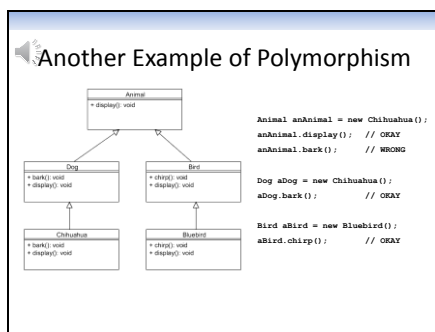 Another Example of Polymorphism
Animal
+ display(): void
Dog
+ bark(): void
+ display(): void
Bird
+ chirp(): void
+ display(): void
Chihuahua
+ bark(): void
+ display(): void
Bluebird
+ chirp(): void
+ display(): void
Animal anAnimal = new Chihuahua();
anAnimal.display(); // OKAY
anAnimal.bark(); // WRONG
Dog aDog = new Chihuahua();
aDog.bark(); // OKAY
Bird aBird = new Bluebird();
aBird.chirp(); // OKAY